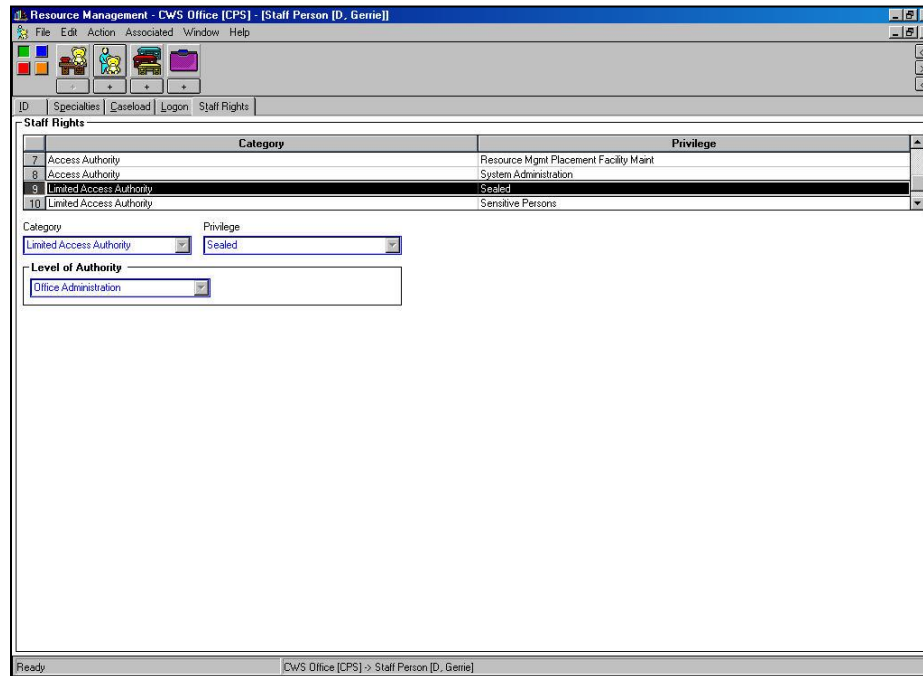 Resource Management - CWS Office [CPS] - [Staff Person [D, Gerrie]]
File Edit Action Associated Window Help
+ + + +
ID Specialties Caseload Logon Staff Rights
Staff Rights
Category Privilege
7 Access Authority Resource Mgmt Placement Facility Maint
8 Access Authority System Administration
9 Limited Access Authority Sealed
10 Limited Access Authority Sensitive Persons
Category Privilege
Limited Access Authority Sealed
Level of Authority
Office Administration
Ready CWS Office [CPS] -> Staff Person [D, Gerrie]